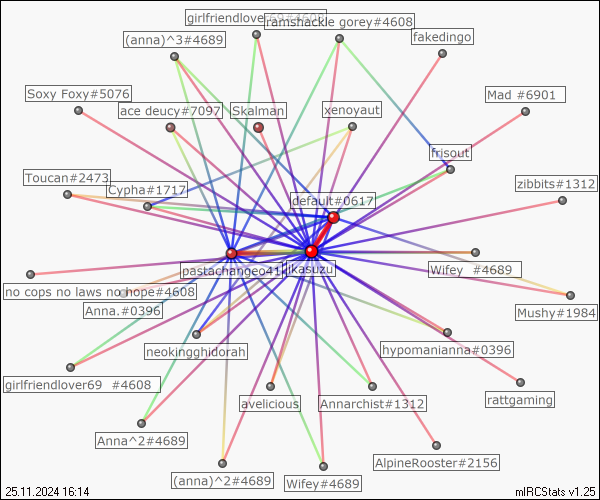 girlfriendlover69#4608
ramshackle gorey#4608
(anna)^3#4689
fakedingo
Soxy Foxy#5076
Mad #6901
ace deucy#7097
Skalman
xenoyaut
frisout
Toucan#2473
Cypha#1717
zibbits#1312
default#0617
pastachangeo41
jikasuzu
Wifey #4689
no cops no laws no hope#4608
Anna.#0396
Mushy#1984
neokingghidorah
hypomanianna#0396
girlfriendlover69 #4608
avelicious
Annarchist#1312
rattgaming
Anna^2#4689
AlpineRooster#2156
(anna)^2#4689
Wifey#4689
25.11.2024 16:14
mIRCStats v1.25